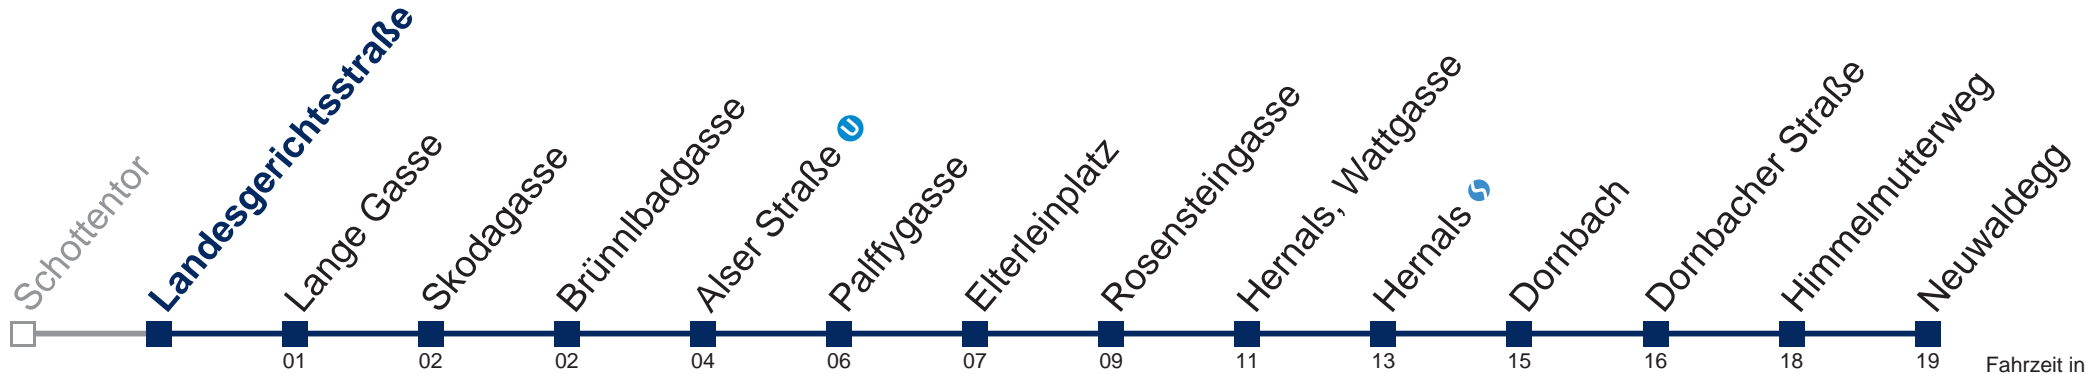 Schottentor
Landesgerichtsstraße
Lange Gasse
Skodagasse
Brünnlbadgasse
Alser Straße U
Palffygasse
Elterleinplatz
Rosensteingasse
Hernals, Wattgasse
Hernals S
Dornbach
Dornbacher Straße
Himmelmutterweg
Neuwaldegg
01 02 02 04 06 07 09 11 13 15 16 18 19 Fahrzeit in